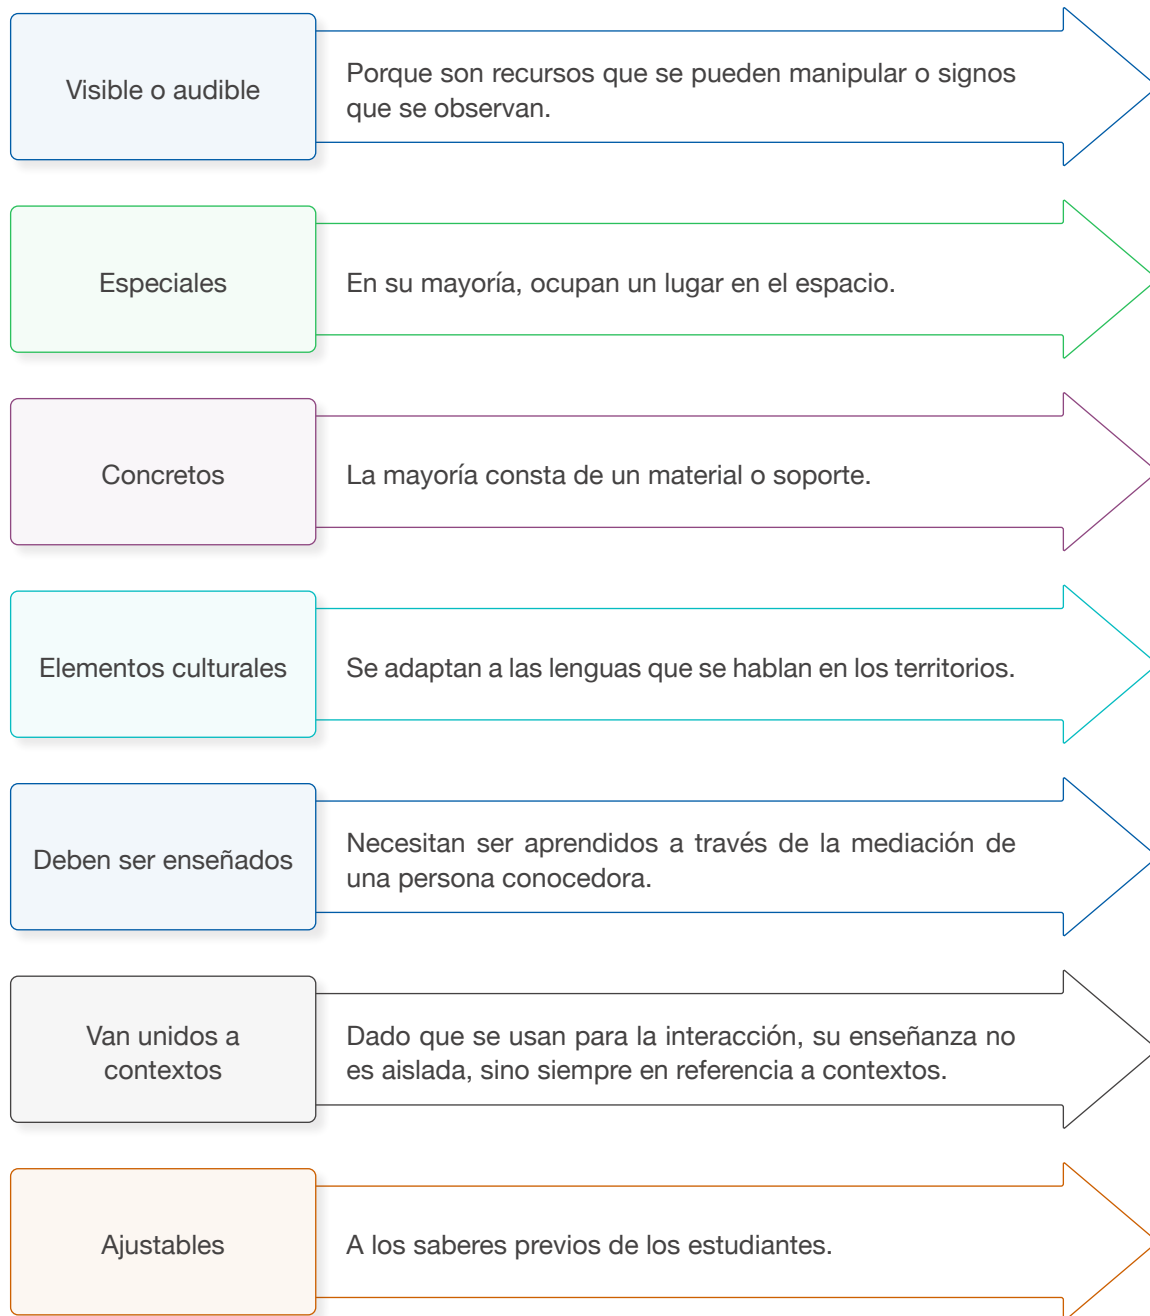 Visible o audible
Porque son recursos que se pueden manipular o signos
que se observan.
Especiales
En su mayoría, ocupan un lugar en el espacio.
Concretos
La mayoría consta de un material o soporte.
Elementos culturales
Se adaptan a las lenguas que se hablan en los territorios.
Deben ser enseñados
Necesitan ser aprendidos a través de la mediación de
una persona conocedora.
Van unidos a
contextos
Dado que se usan para la interacción, su enseñanza no
es aislada, sino siempre en referencia a contextos.
Ajustables
A los saberes previos de los estudiantes.